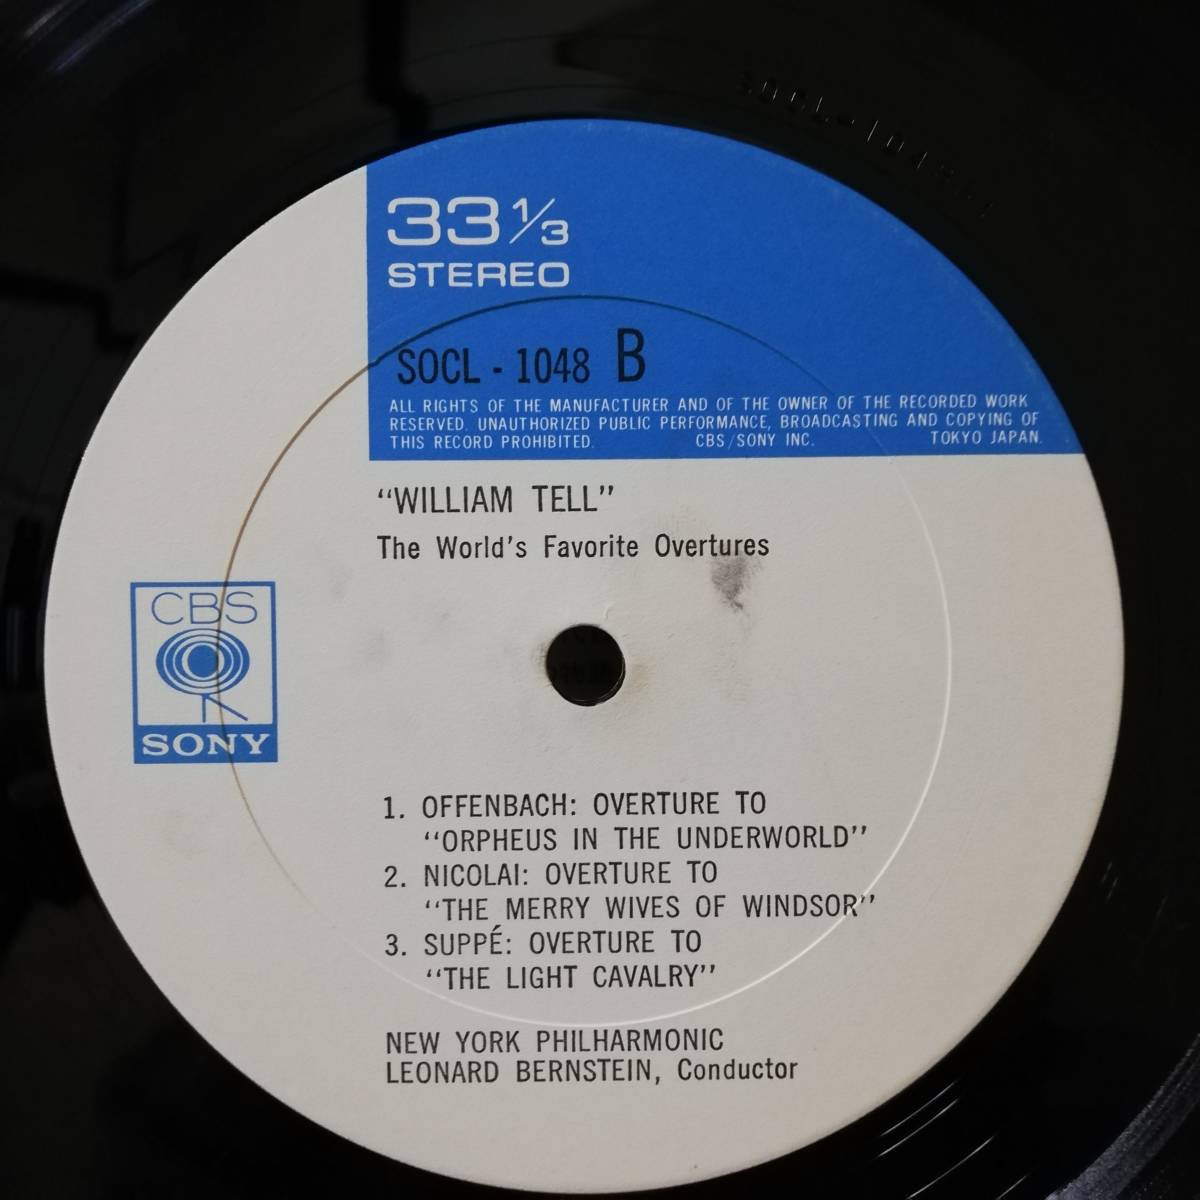 33 1/3
STEREO
SOCL - 1048 B
ALL RIGHTS OF THE MANUFACTURER AND OF THE OWNER OF THE RECORDED WORK
RESERVED. UNAUTHORIZED PUBLIC PERFORMANCE, BROADCASTING AND COPYING OF
THIS RECORD PROHIBITED. CBS/SONY INC. TOKYO JAPAN.
"WILLIAM TELL"
The World's Favorite Overtures
CBS
SONY
1. OFFENBACH: OVERTURE TO
"ORPHEUS IN THE UNDERWORLD"
2. NICOLAI: OVERTURE TO
"THE MERRY WIVES OF WINDSOR"
3. SUPPÉ: OVERTURE TO
"THE LIGHT CAVALRY"
NEW YORK PHILHARMONIC
LEONARD BERNSTEIN, Conductor